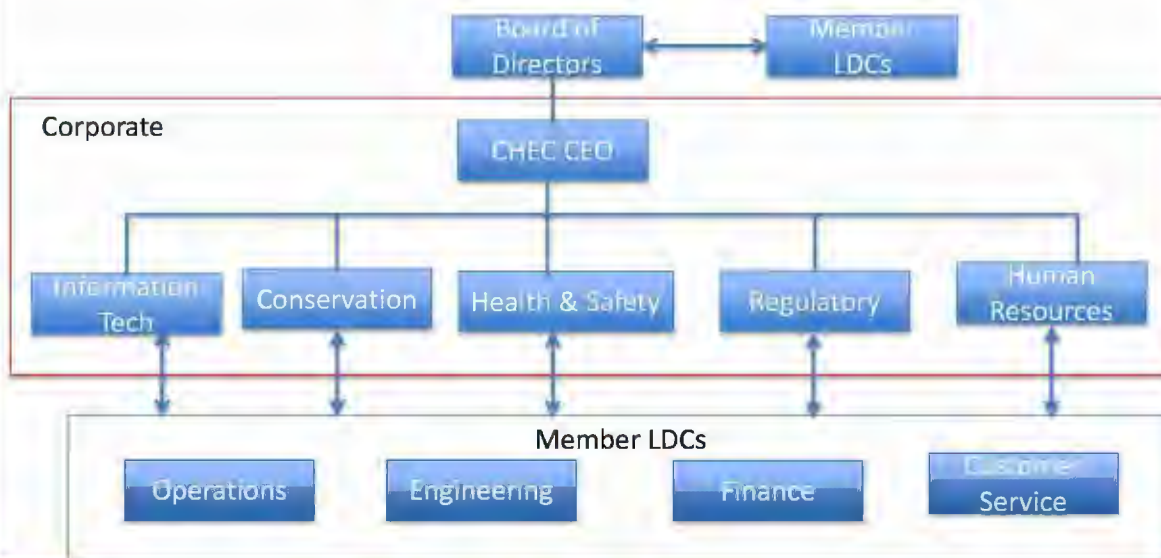 Board of
Directors
Member
LDCs
Corporate
CHEC CEO
Information
Tech
Conservation
Health & Safety
Regulatory
Human
Resources
Member LDCs
Operations
Engineering
Finance
Customer
Service